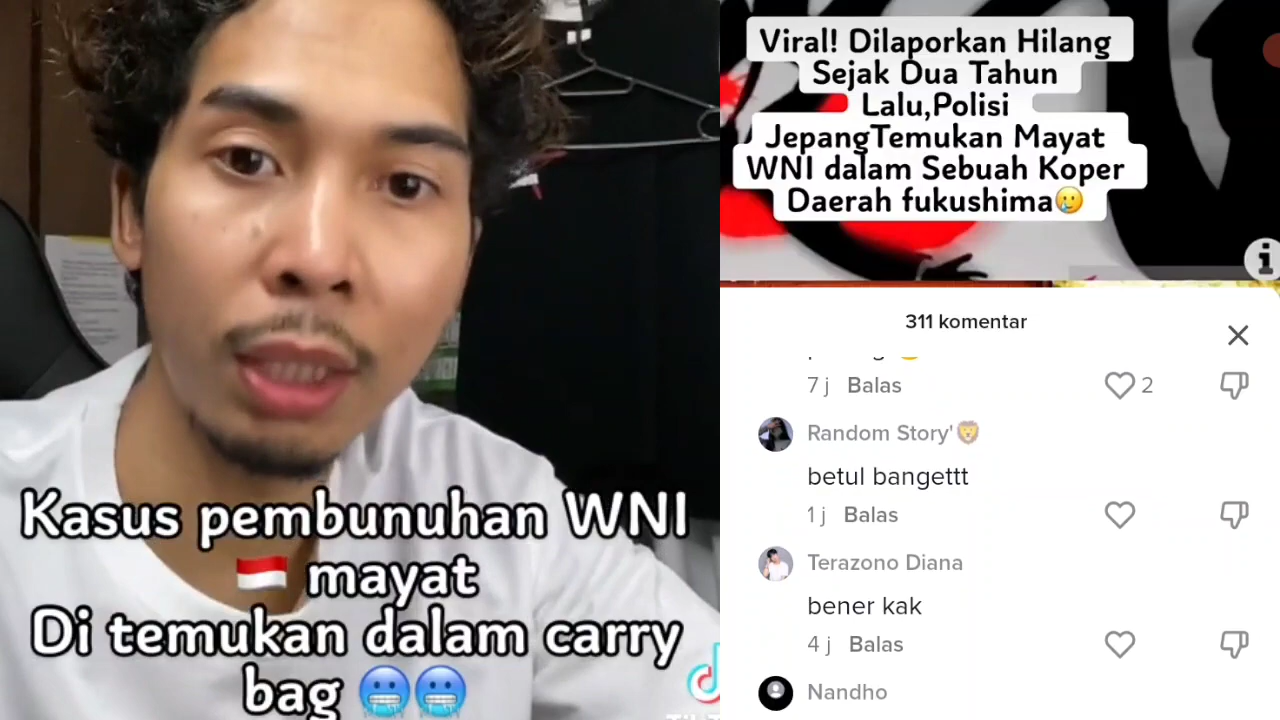 Kasus pembunuhan WNI
🇮🇩 mayat
Di temukan dalam carry
bag 🥶🥶
Viral! Dilaporkan Hilang
Sejak Dua Tahun
Lalu,Polisi
JepangTemukan Mayat
WNI dalam Sebuah Koper
Daerah fukushima🥲
311 komentar
7 j Balas
2
Random Story'🦁
betul bangettt
1 j Balas
Terazono Diana
bener kak
4 j Balas
Nandho